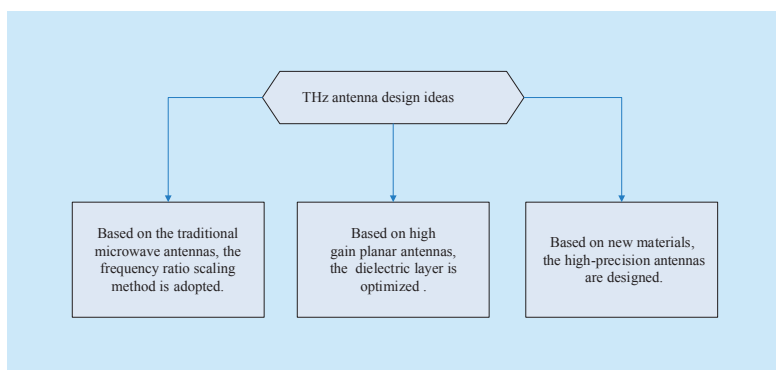 THz antenna design ideas
Based on the traditional
microwave antennas, the
frequency ratio scaling
method is adopted.
Based on high
gain planar antennas,
the dielectric layer is
optimized .
Based on new materials,
the high-precision antennas
are designed.